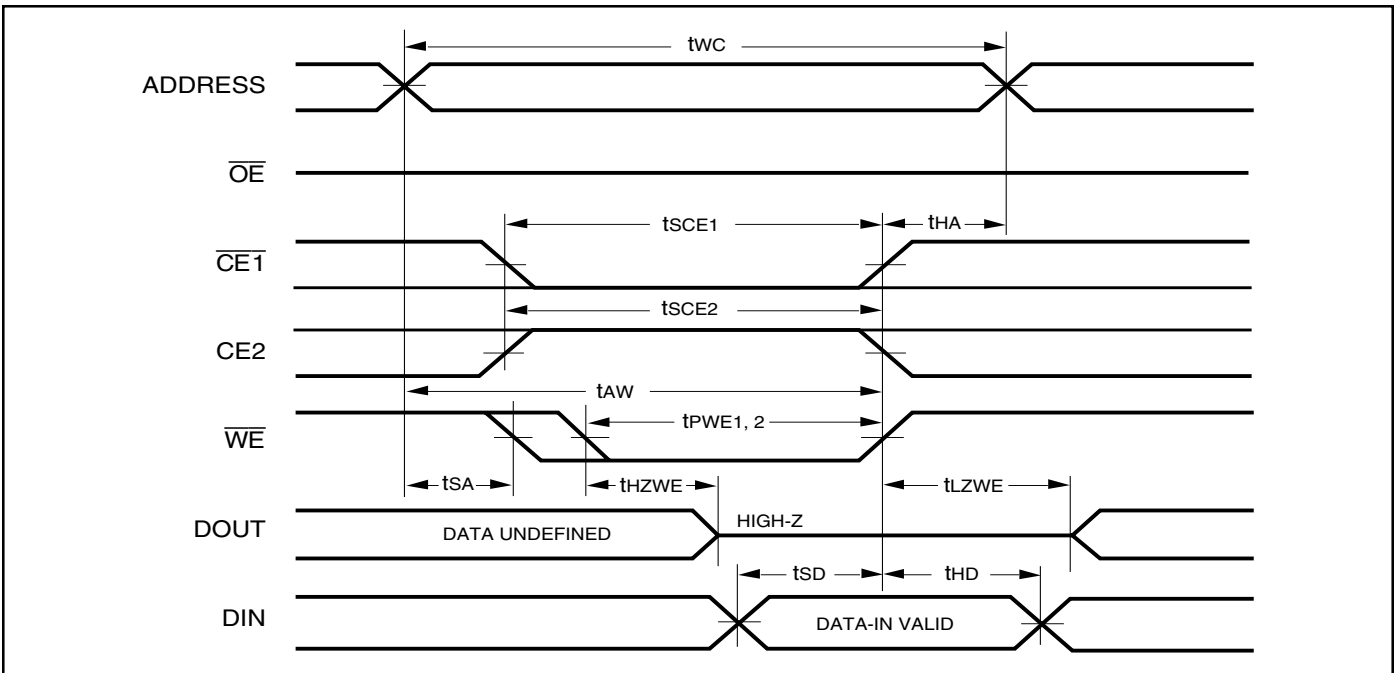 tWC
ADDRESS
OE
tSCE1
tHA
CE1
tSCE2
CE2
tAW
tPWE1, 2
WE
tSA
tHZWE
tLZWE
DOUT
DATA UNDEFINED
HIGH-Z
tSD
tHD
DIN
DATA-IN VALID